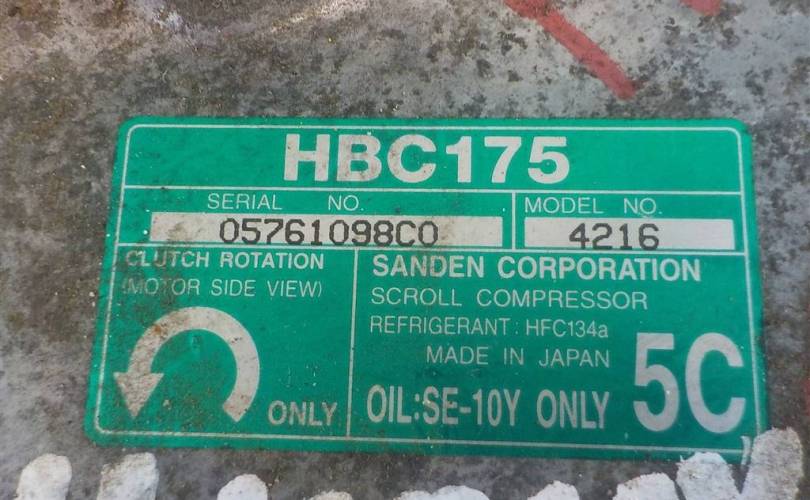 HBC175
SERIAL NO.
05761098C0
MODEL NO.
4216
CLUTCH ROTATION
(MOTOR SIDE VIEW)
ONLY
SANDEN CORPORATION
SCROLL COMPRESSOR
REFRIGERANT : HFC134a
MADE IN JAPAN
OIL:SE-10Y ONLY
5C